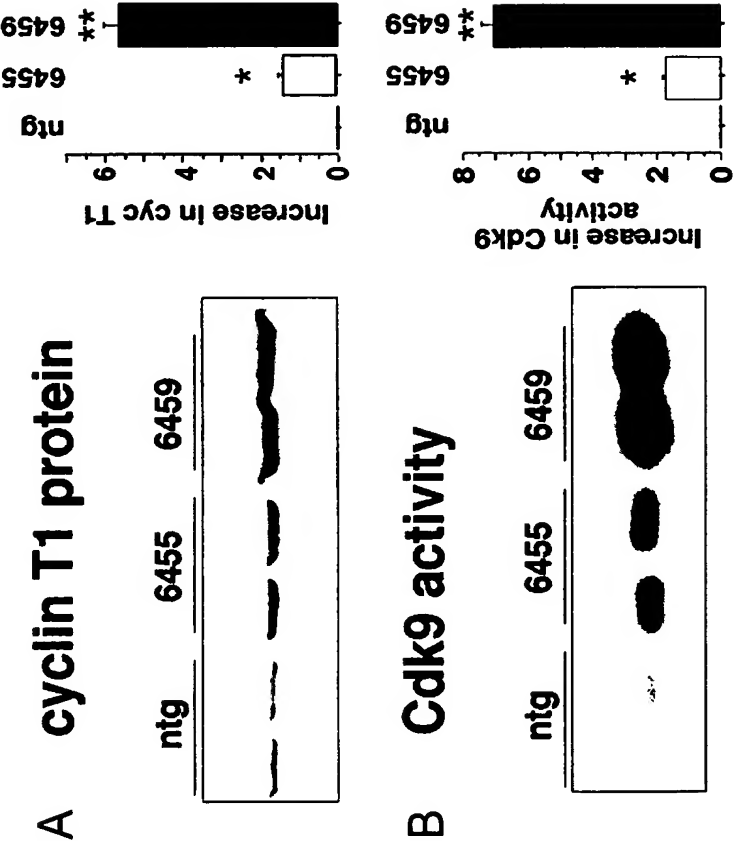 A cyclin T1 protein
ntg 6455 6459
Increase in cyc T1
0 2 4 6
ntg 6455 6459
* **
B Cdk9 activity
ntg 6455 6459
Increase in Cdk9
activity
0 2 4 6 8
ntg 6455 6459
* **